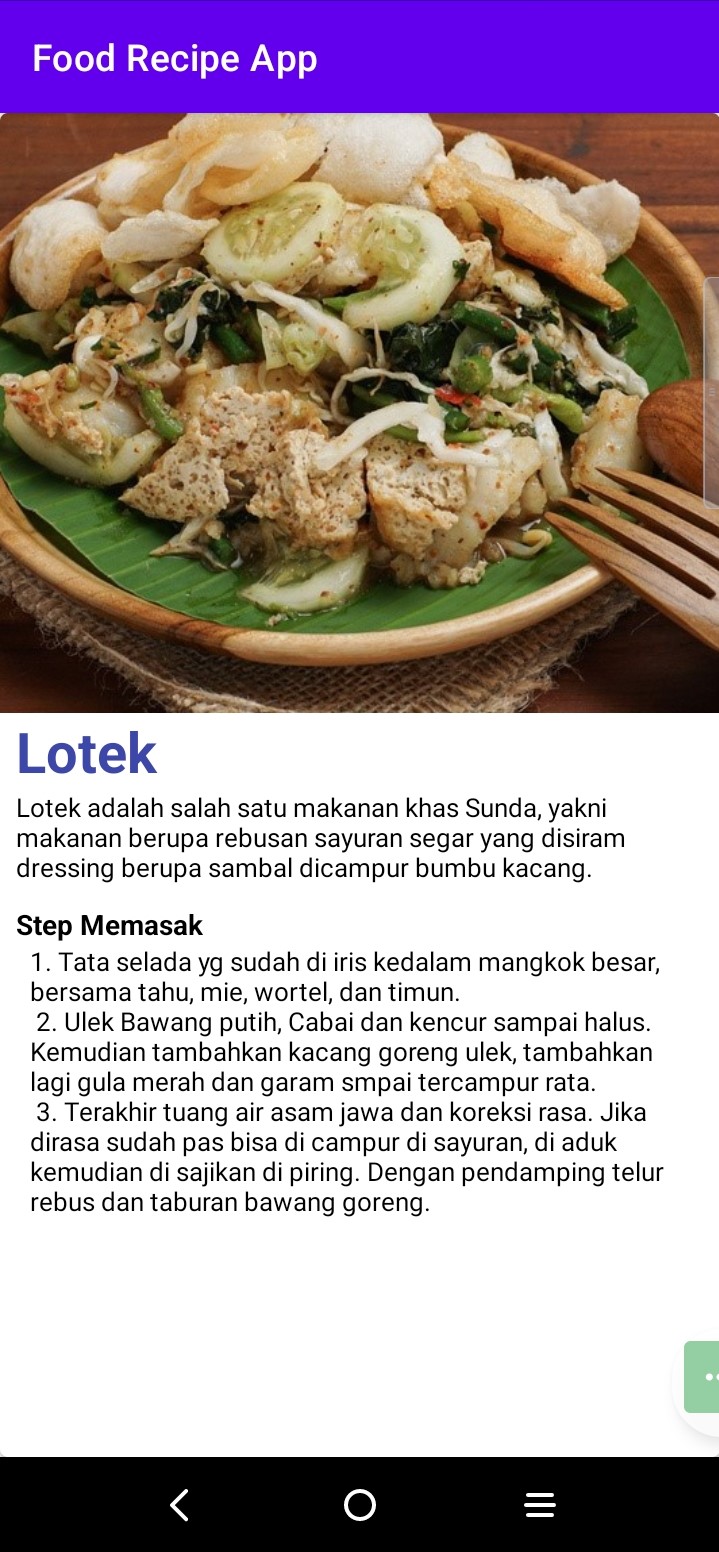 Food Recipe App
Lotek
Lotek adalah salah satu makanan khas Sunda, yakni
makanan berupa rebusan sayuran segar yang disiram
dressing berupa sambal dicampur bumbu kacang.
Step Memasak
1. Tata selada yg sudah di iris kedalam mangkok besar,
bersama tahu, mie, wortel, dan timun.
2. Ulek Bawang putih, Cabai dan kencur sampai halus.
Kemudian tambahkan kacang goreng ulek, tambahkan
lagi gula merah dan garam smpai tercampur rata.
3. Terakhir tuang air asam jawa dan koreksi rasa. Jika
dirasa sudah pas bisa di campur di sayuran, di aduk
kemudian di sajikan di piring. Dengan pendamping telur
rebus dan taburan bawang goreng.